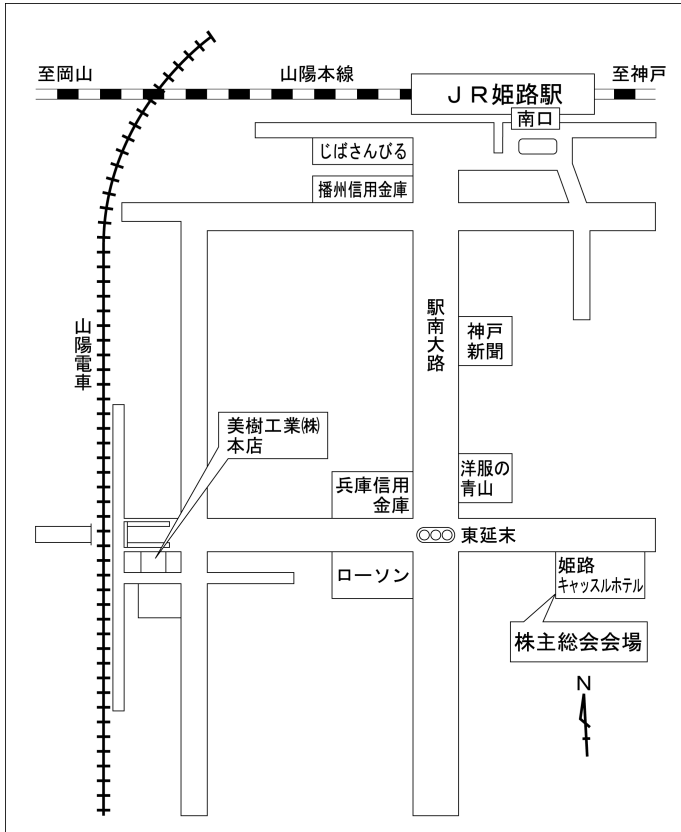 至岡山
山陽本線
JR姫路駅
至神戸
南口
じばさんびる
播州信用金庫
駅南大路
神戸
新聞
山陽電車
美樹工業㈱
本店
兵庫信用
金庫
洋服の
青山
東延末
ローソン
姫路
キャッスルホテル
株主総会会場
N